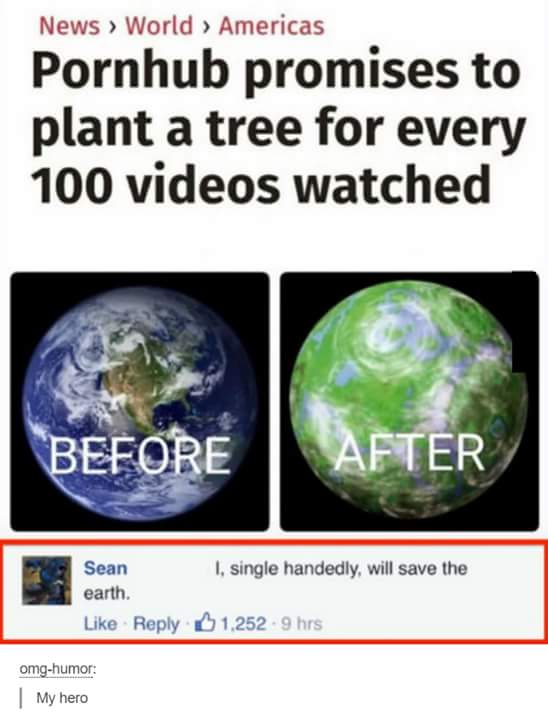 News › World › Americas
Pornhub promises to
plant a tree for every
100 videos watched
BEFORE
AFTER
Sean I, single handedly, will save the
earth.
Like · Reply · 1,252 · 9 hrs
omg-humor:
My hero